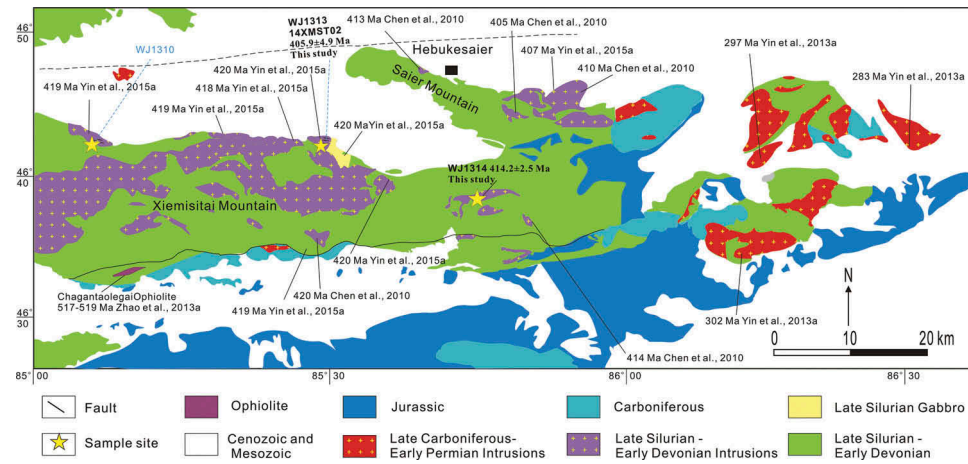 46°
50'
WJ1310
WJ1313
14XMST02
405.9±4.9 Ma
This study
413 Ma Chen et al., 2010
405 Ma Chen et al., 2010
Hebukesaier
407 Ma Yin et al., 2015a
410 Ma Chen et al., 2010
297 Ma Yin et al., 2013a
283 Ma Yin et al., 2013a
419 Ma Yin et al., 2015a
420 Ma Yin et al., 2015a
418 Ma Yin et al., 2015a
419 Ma Yin et al., 2015a
Saier Mountain
420 MaYin et al., 2015a
46°
40'
WJ1314 414.2±2.5 Ma
This study
Xiemisitai Mountain
420 Ma Yin et al., 2015a
ChagantaolegaiOphiolite
517-519 Ma Zhao et al., 2013a
420 Ma Chen et al., 2010
419 Ma Yin et al., 2015a
414 Ma Chen et al., 2010
302 Ma Yin et al., 2013a
N
46°
30'
0 10 20 km
85°00' 85°30' 86°00' 86°30'
Fault Ophiolite Jurassic Carboniferous Late Silurian Gabbro
Sample site Cenozoic and Late Carboniferous- Late Silurian - Late Silurian -
Mesozoic Early Permian Intrusions Early Devonian Intrusions Early Devonian